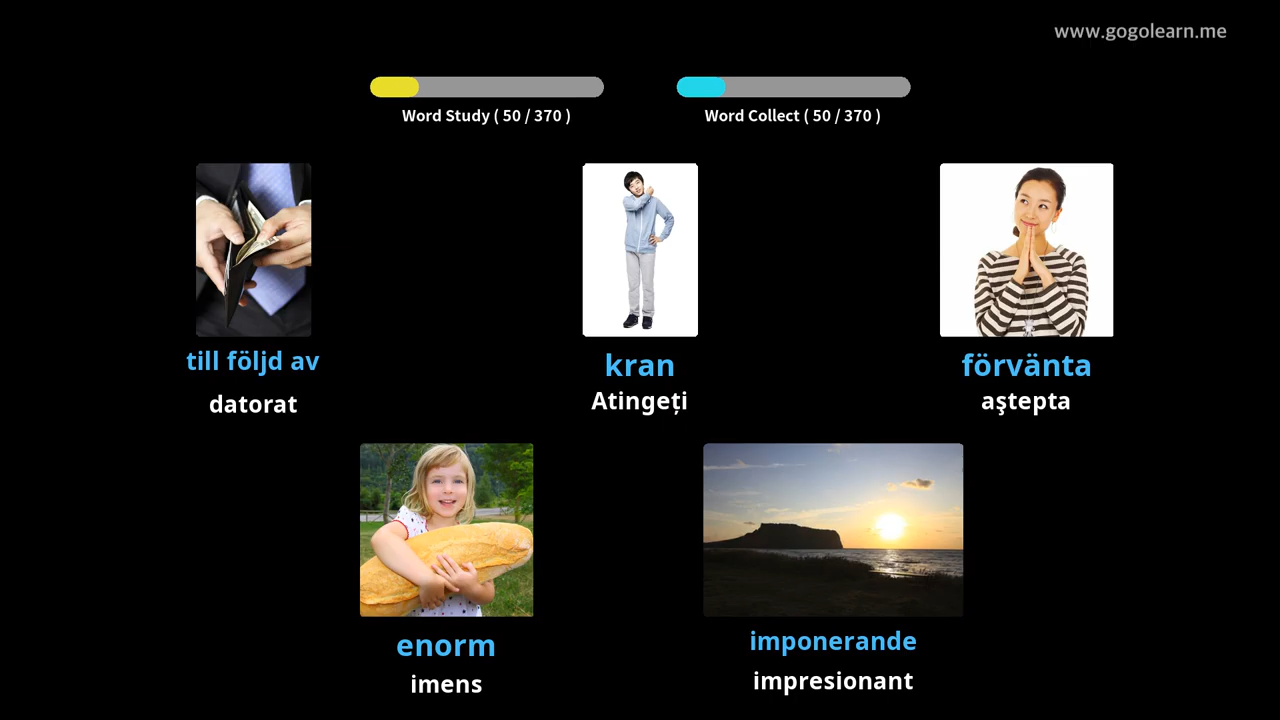 www.gogolearn.me
Word Study ( 50 / 370 )
Word Collect ( 50 / 370 )
till följd av
datorat
kran
Atingeți
förvänta
aştepta
enorm
imens
imponerande
impresionant